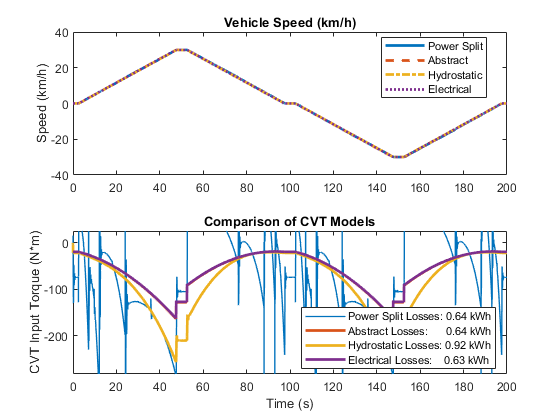 Vehicle Speed (km/h)
Speed (km/h)
40
20
0
-20
-40
Power Split
Abstract
Hydrostatic
Electrical
0 20 40 60 80 100 120 140 160 180 200
Comparison of CVT Models
CVT Input Torque (N*m)
0
-100
-200
Power Split Losses: 0.64 kWh
Abstract Losses: 0.64 kWh
Hydrostatic Losses: 0.92 kWh
Electrical Losses: 0.63 kWh
0 20 40 60 80 100 120 140 160 180 200
Time (s)